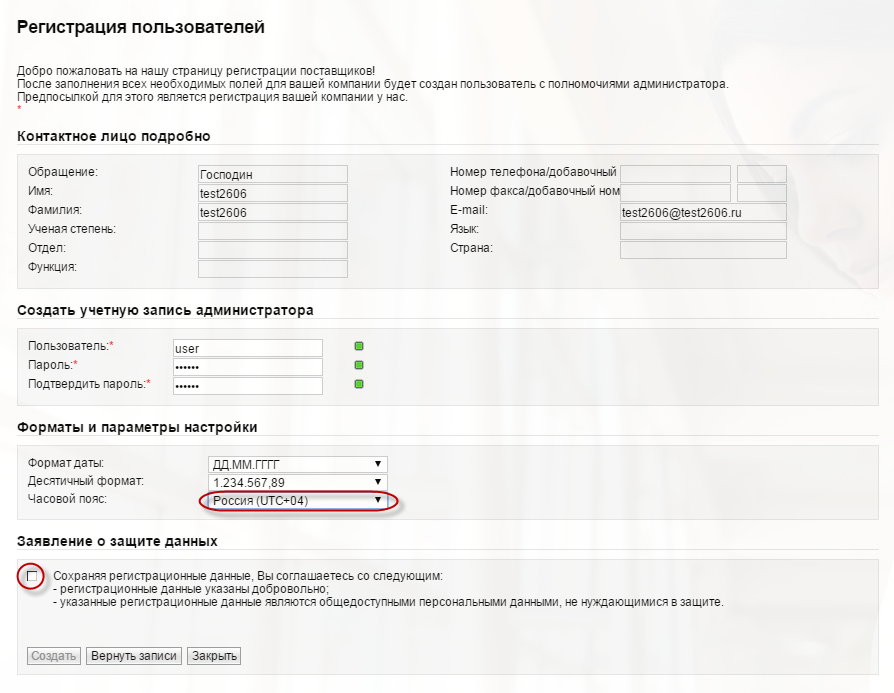 Регистрация пользователей
Добро пожаловать на нашу страницу регистрации поставщиков!
После заполнения всех необходимых полей для вашей компании будет создан пользователь с полномочиями администратора.
Предпосылкой для этого является регистрация вашей компании у нас.
*
Контактное лицо подробно
Обращение: Господин Номер телефона/добавочный
Имя: test2606 Номер факса/добавочный ном
Фамилия: test2606 E-mail: test2606@test2606.ru
Ученая степень: Язык:
Отдел: Страна:
Функция:
Создать учетную запись администратора
Пользователь:* user
Пароль:* ••••••
Подтвердить пароль:* ••••••
Форматы и параметры настройки
Формат даты: ДД.ММ.ГГГГ
Десятичный формат: 1.234.567,89
Часовой пояс: Россия (UTC+04)
Заявление о защите данных
Сохраняя регистрационные данные, Вы соглашаетесь со следующим:
- регистрационные данные указаны добровольно;
- указанные регистрационные данные являются общедоступными персональными данными, не нуждающимися в защите.
Создать Вернуть записи Закрыть